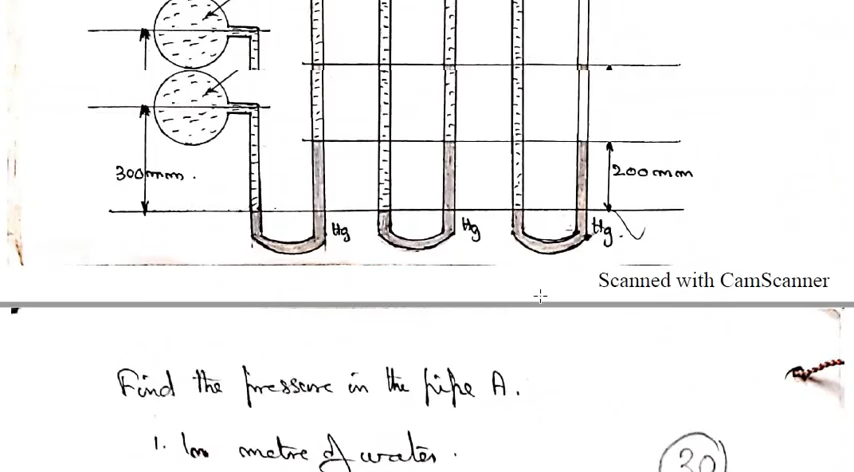 300mm.
200mm
Hg
Hg
Hg.
Scanned with CamScanner
Find the pressure in the pipe A.
1. In metre of water.
30